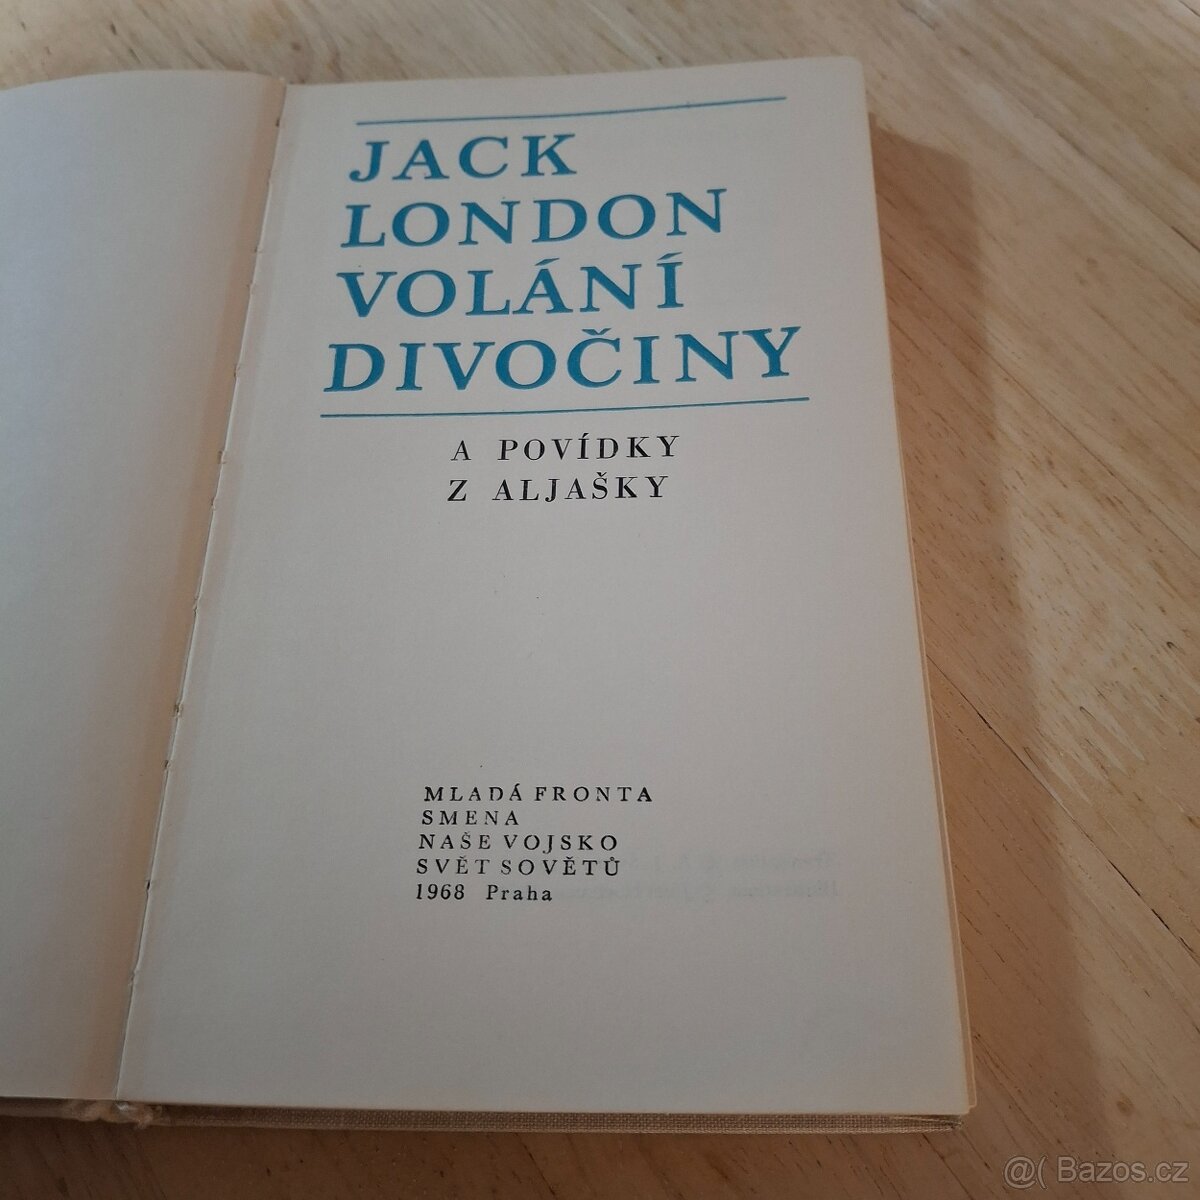 JACK
LONDON
VOLÁNÍ
DIVOČINY
A POVÍDKY
Z ALJAŠKY
MLADÁ FRONTA
SMENA
NAŠE VOJSKO
SVĚT SOVĚTŮ
1968 Praha
@( Bazos.cz